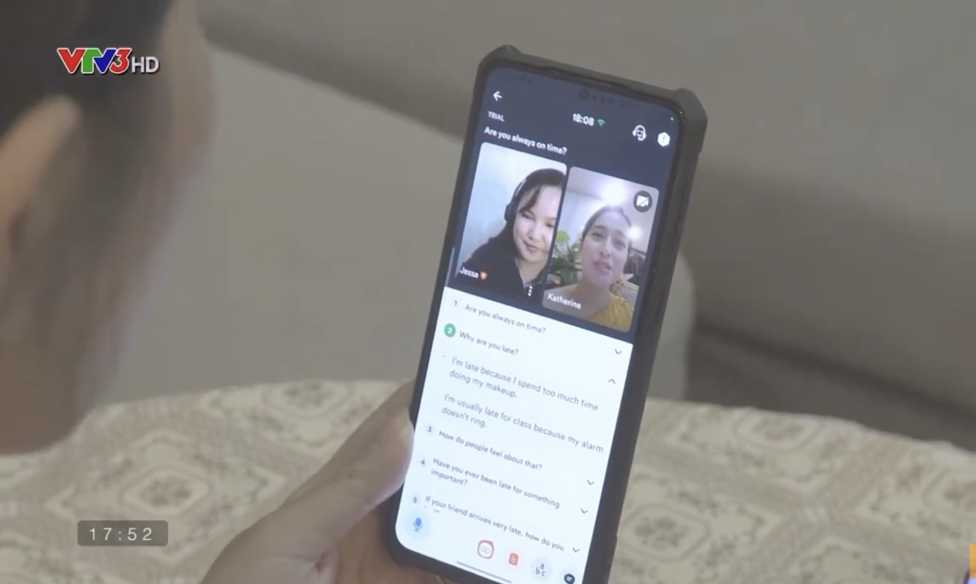 VTV3 HD
18:08
TRIAL
Are you always on time?
Jessa
Katherine
1 Are you always on time?
2 Why are you late?
I'm late because I spend too much time
doing my makeup.
I'm usually late for class because my alarm
doesn't ring.
3 How do people feel about that?
4 Have you ever been late for something
important?
5 If your friend arrives very late, how do you
17:52